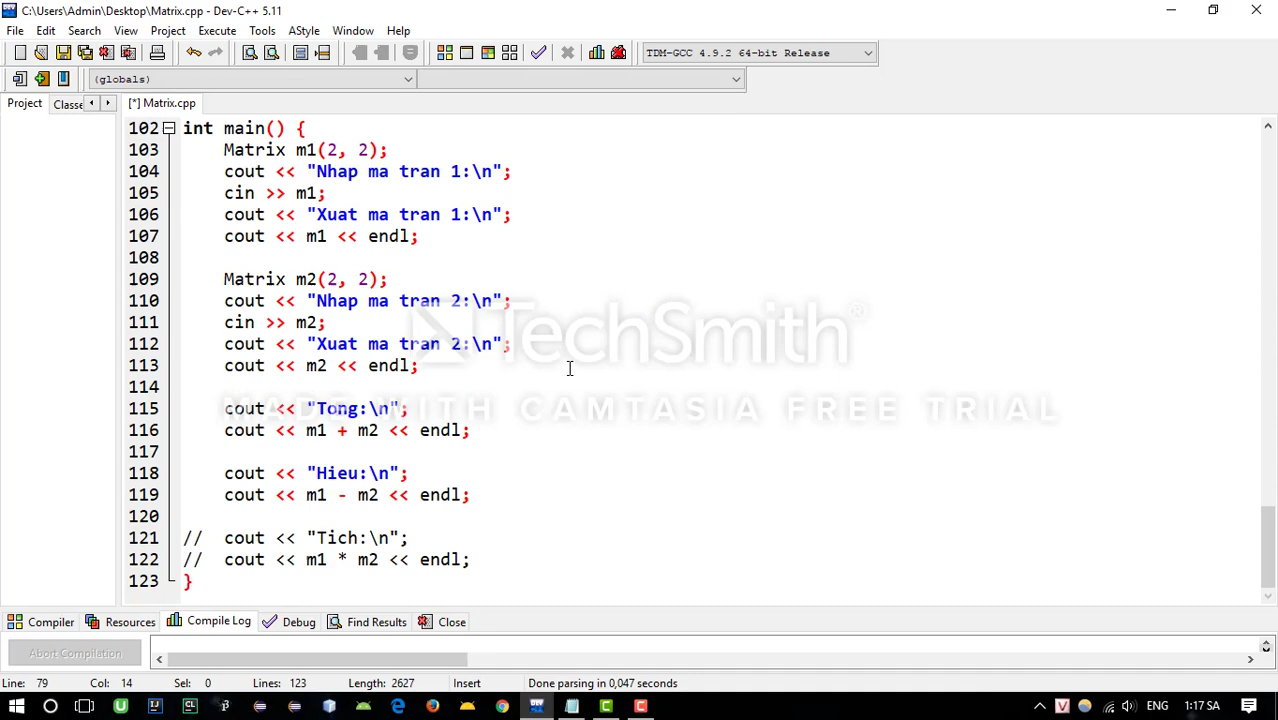 C:\Users\Admin\Desktop\Matrix.cpp - Dev-C++ 5.11
File Edit Search View Project Execute Tools AStyle Window Help
TDM-GCC 4.9.2 64-bit Release
(globals)
Project Classe [*] Matrix.cpp
102 int main() {
103 Matrix m1(2, 2);
104 cout << "Nhap ma tran 1:\n";
105 cin >> m1;
106 cout << "Xuat ma tran 1:\n";
107 cout << m1 << endl;
108
109 Matrix m2(2, 2);
110 cout << "Nhap ma tran 2:\n";
111 cin >> m2;
112 cout << "Xuat ma tran 2:\n";
113 cout << m2 << endl;
114
115 cout << "Tong:\n";
116 cout << m1 + m2 << endl;
117
118 cout << "Hieu:\n";
119 cout << m1 - m2 << endl;
120
121 // cout << "Tich:\n";
122 // cout << m1 * m2 << endl;
123 }
TechSmith®
MADE WITH CAMTASIA FREE TRIAL
Compiler Resources Compile Log Debug Find Results Close
Abort Compilation
Line: 79 Col: 14 Sel: 0 Lines: 123 Length: 2627 Insert Done parsing in 0,047 seconds
ENG 1:17 SA